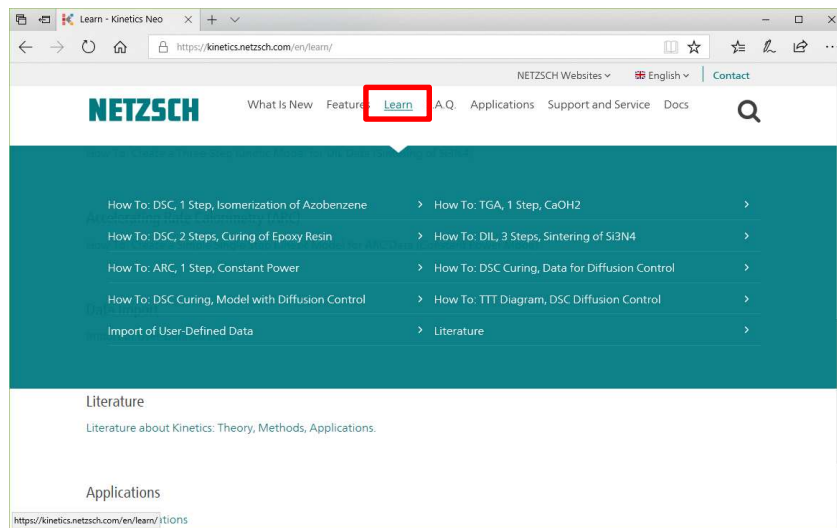 Learn - Kinetics Neo
https://kinetics.netzsch.com/en/learn/
NETZSCH Websites English Contact
NETZSCH What Is New Features Learn .A.Q. Applications Support and Service Docs
How To: DSC, 1 Step, Isomerization of Azobenzene > How To: TGA, 1 Step, CaOH2 >
How To: DSC, 2 Steps, Curing of Epoxy Resin > How To: DIL, 3 Steps, Sintering of Si3N4 >
How To: ARC, 1 Step, Constant Power > How To: DSC Curing, Data for Diffusion Control >
How To: DSC Curing, Model with Diffusion Control > How To: TTT Diagram, DSC Diffusion Control >
Import of User-Defined Data > Literature >
Literature
Literature about Kinetics: Theory, Methods, Applications.
Applications
https://kinetics.netzsch.com/en/learn/ tions